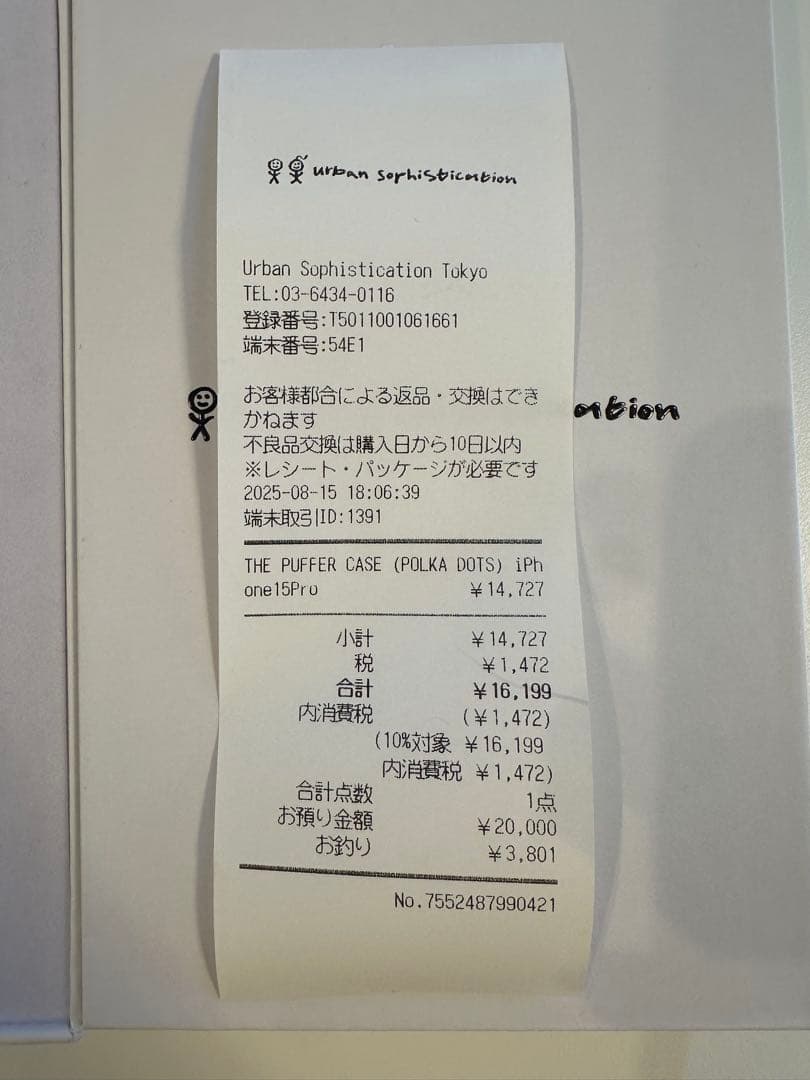 urban sophistication
Urban Sophistication Tokyo
TEL:03-6434-0116
登録番号:T5011001061661
端末番号:54E1
お客様都合による返品・交換はでき
かねます
不良品交換は購入日から10日以内
※レシート・パッケージが必要です
2025-08-15 18:06:39
端末取引ID:1391
THE PUFFER CASE (POLKA DOTS) iPh
one15Pro ¥14,727
小計 ¥14,727
税 ¥1,472
合計 ¥16,199
内消費税 (¥1,472)
(10%対象 ¥16,199
内消費税 ¥1,472)
合計点数 1点
お預り金額 ¥20,000
お釣り ¥3,801
No.7552487990421
ation